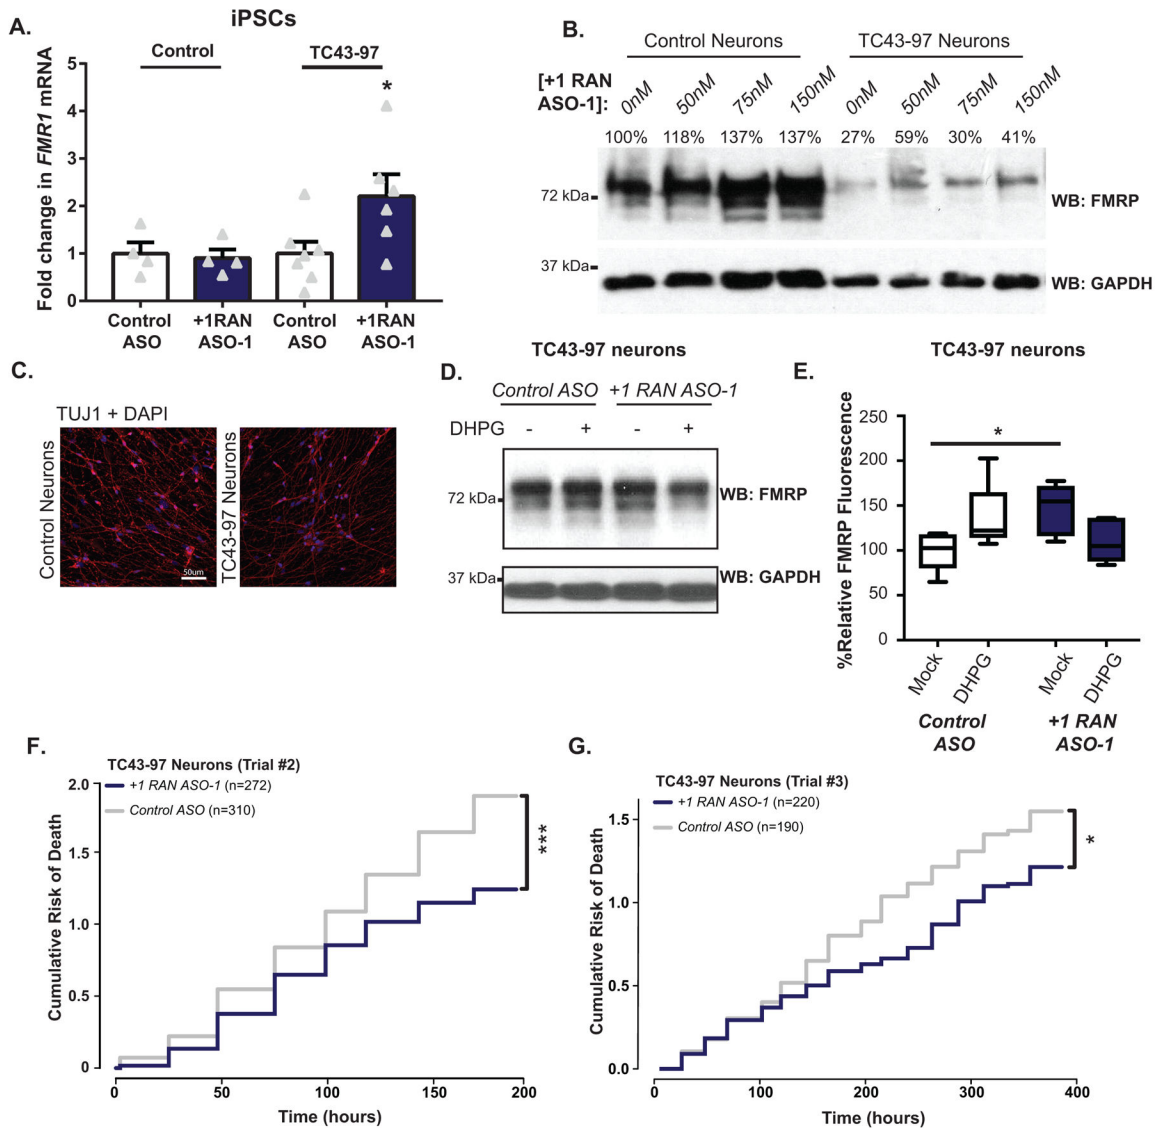 A.
iPSCs
Control
TC43-97
Fold change in FMR1 mRNA
5
4
3
2
1
0
*
Control ASO
+1RAN ASO-1
Control ASO
+1RAN ASO-1
B.
Control Neurons
TC43-97 Neurons
[+1 RAN ASO-1]:
0nM 50nM 75nM 150nM 0nM 50nM 75nM 150nM
100% 118% 137% 137% 27% 59% 30% 41%
72 kDa
WB: FMRP
37 kDa
WB: GAPDH
C.
TUJ1 + DAPI
Control Neurons
50um
TC43-97 Neurons
D.
TC43-97 neurons
Control ASO +1 RAN ASO-1
DHPG - + - +
72 kDa
WB: FMRP
37 kDa
WB: GAPDH
E.
TC43-97 neurons
%Relative FMRP Fluorescence
250
200
150
100
50
0
*
Mock DHPG Mock DHPG
Control ASO
+1 RAN ASO-1
F.
TC43-97 Neurons (Trial #2)
+1 RAN ASO-1 (n=272)
Control ASO (n=310)
Cumulative Risk of Death
2.0
1.5
1.0
0.5
0
***
0 50 100 150 200
Time (hours)
G.
TC43-97 Neurons (Trial #3)
+1 RAN ASO-1 (n=220)
Control ASO (n=190)
Cumulative Risk of Death
1.5
1.0
0.5
0.0
*
0 100 200 300 400
Time (hours)